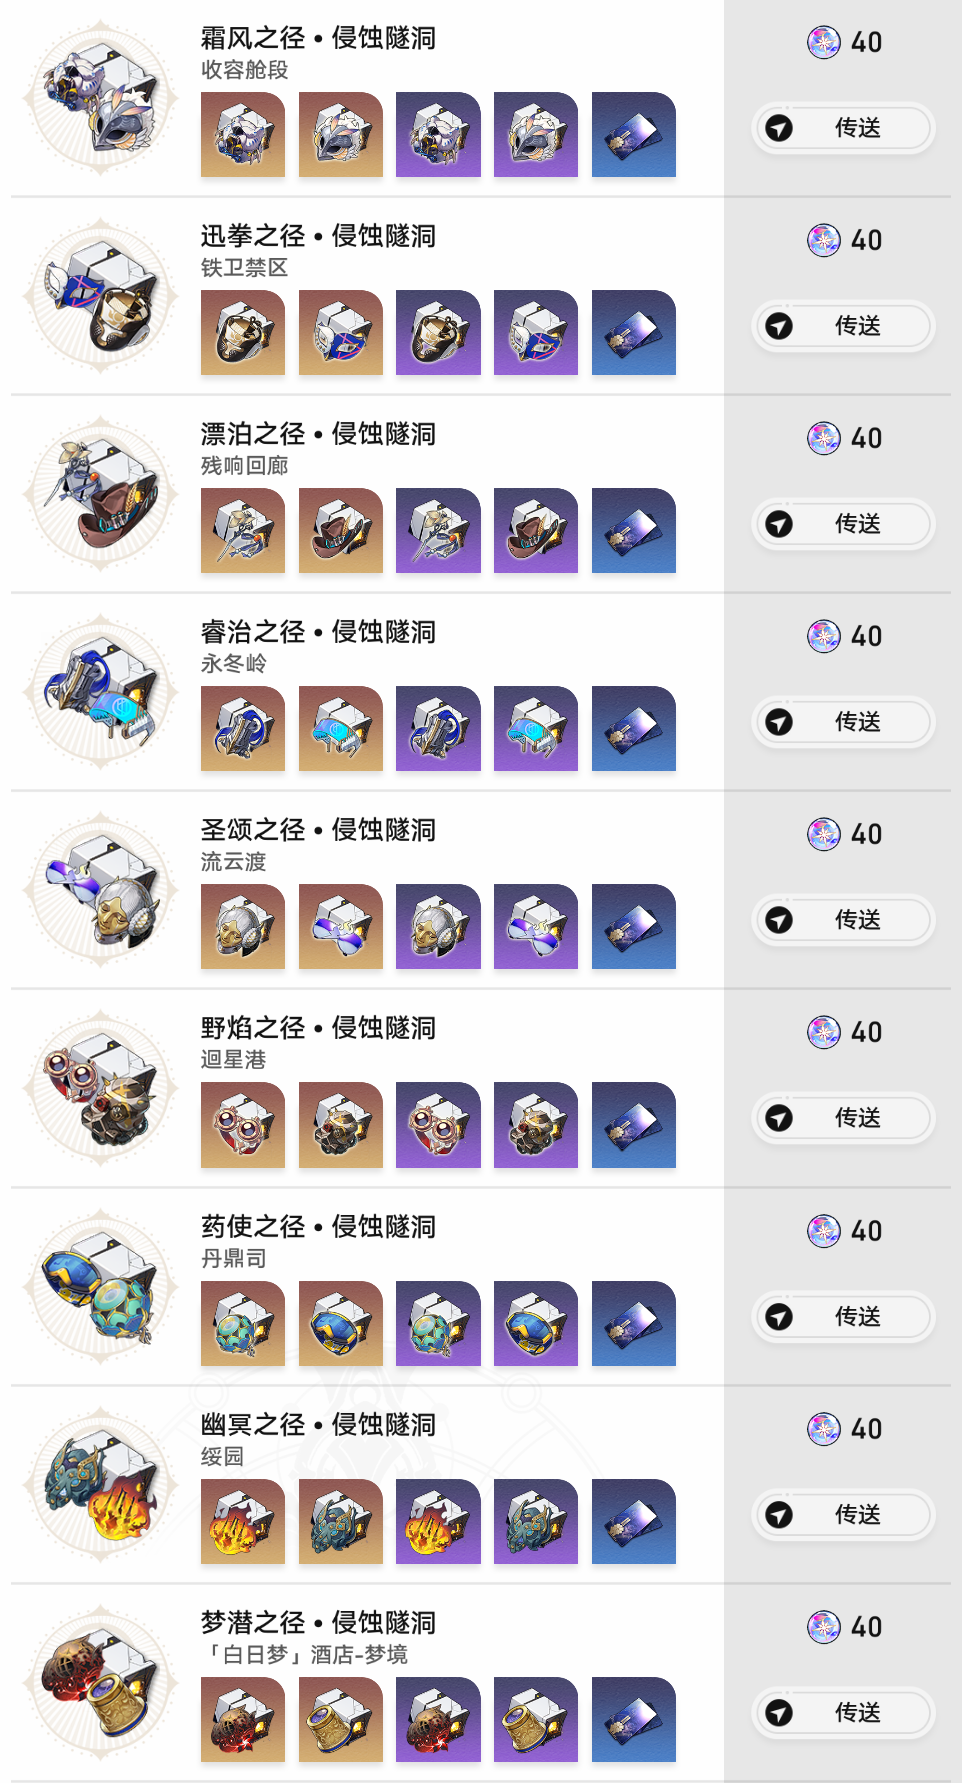 霜风之径•侵蚀隧洞
收容舱段
40
传送
迅拳之径•侵蚀隧洞
铁卫禁区
40
传送
漂泊之径•侵蚀隧洞
残响回廊
40
传送
睿治之径•侵蚀隧洞
永冬岭
40
传送
圣颂之径•侵蚀隧洞
流云渡
40
传送
野焰之径•侵蚀隧洞
迴星港
40
传送
药使之径•侵蚀隧洞
丹鼎司
40
传送
幽冥之径•侵蚀隧洞
绥园
40
传送
梦潜之径•侵蚀隧洞
「白日梦」酒店-梦境
40
传送